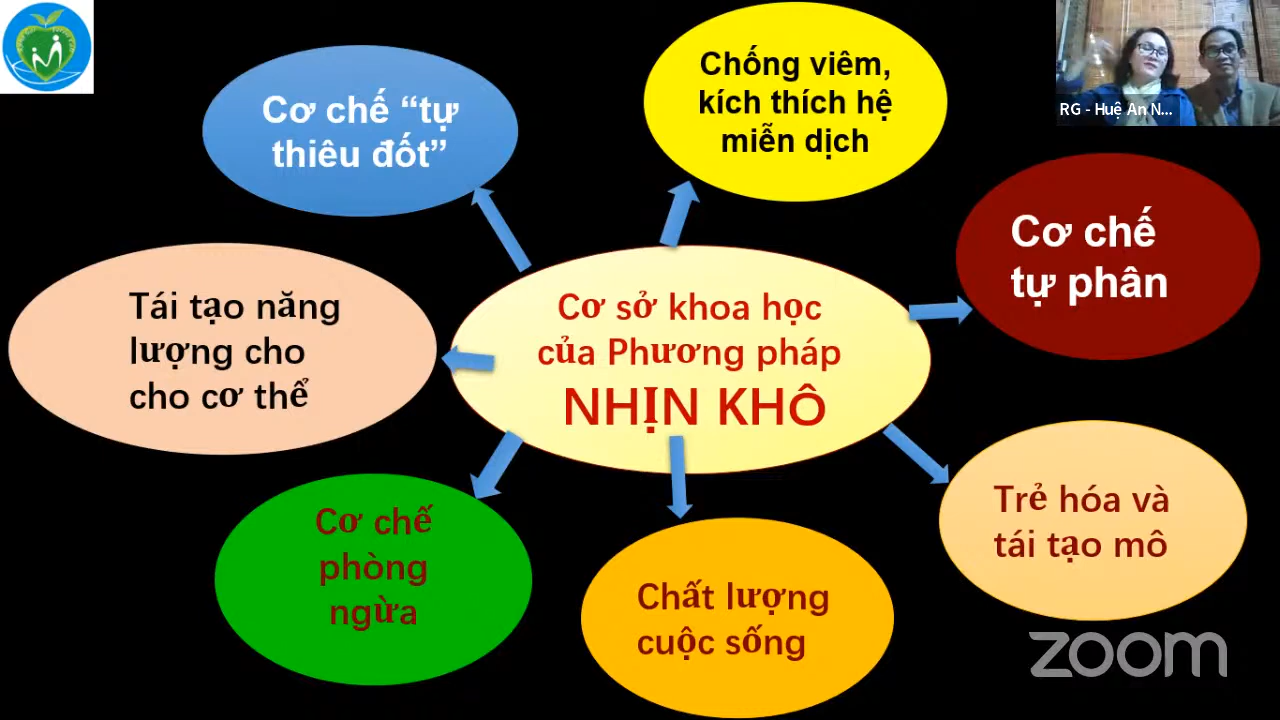 Cơ chế “tự
thiêu đốt”
Chống viêm,
kích thích hệ
miễn dịch
RG - Huệ An N...
Cơ chế
tự phân
Tái tạo năng
lượng cho
cho cơ thể
Cơ sở khoa học
của Phương pháp
NHỊN KHÔ
Trẻ hóa và
tái tạo mô
Cơ chế
phòng
ngừa
Chất lượng
cuộc sống
zoom